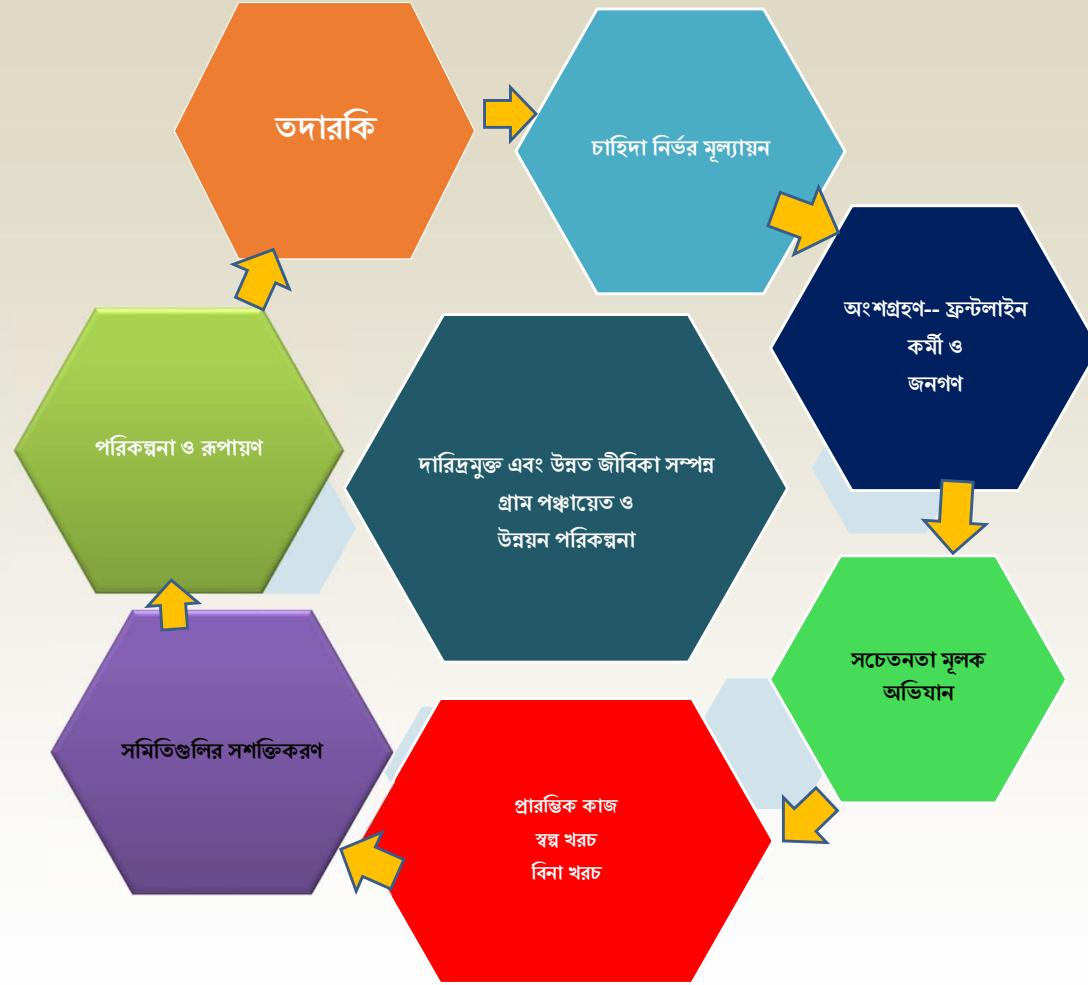 তদারকি
চাহিদা নির্ভর মূল্যায়ন
অংশগ্রহণ-- ফ্রন্টলাইন
কর্মী ও
জনগণ
সচেতনতা মূলক
অভিযান
প্রারম্ভিক কাজ
স্বল্প খরচ
বিনা খরচ
সমিতিগুলির সশক্তিকরণ
পরিকল্পনা ও রূপায়ণ
দারিদ্রমুক্ত এবং উন্নত জীবিকা সম্পন্ন
গ্রাম পঞ্চায়েত ও
উন্নয়ন পরিকল্পনা